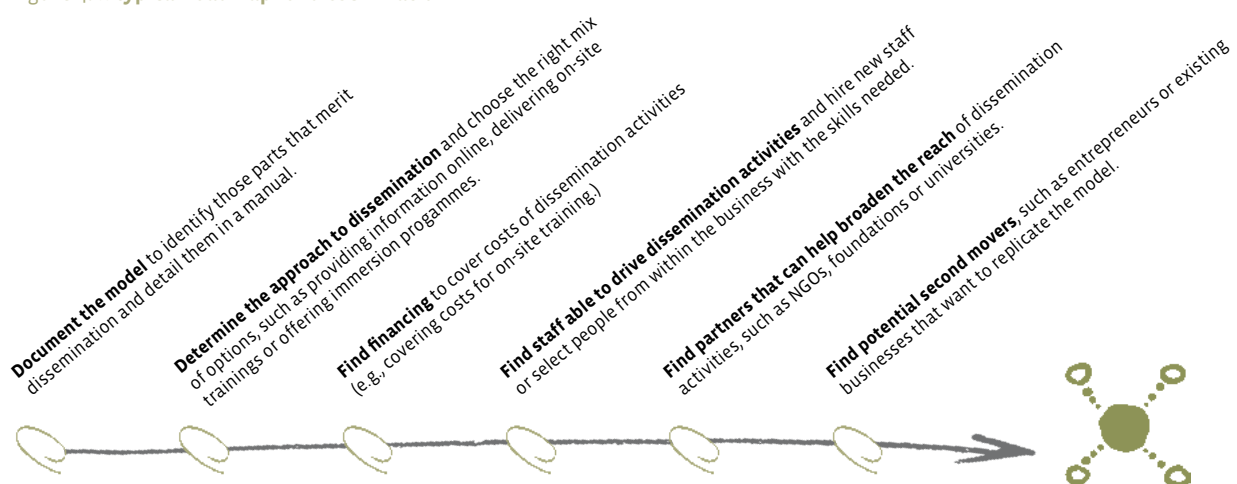 Document the model to identify those parts that merit
dissemination and detail them in a manual.
Determine the approach to dissemination and choose the right mix
of options, such as providing information online, delivering on-site
trainings or offering immersion progammes.
Find financing to cover costs of dissemination activities
(e.g., covering costs for on-site training.)
Find staff able to drive dissemination activities and hire new staff
or select people from within the business with the skills needed.
Find partners that can help broaden the reach of dissemination
activities, such as NGOs, foundations or universities.
Find potential second movers, such as entrepreneurs or existing
businesses that want to replicate the model.